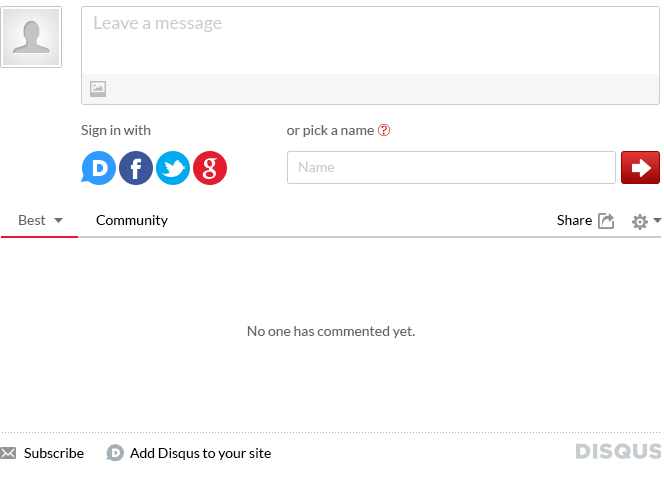 Leave a message
Sign in with
or pick a name ?
D f g
Name
Best
Community
Share
No one has commented yet.
Subscribe
D Add Disqus to your site
DISQUS